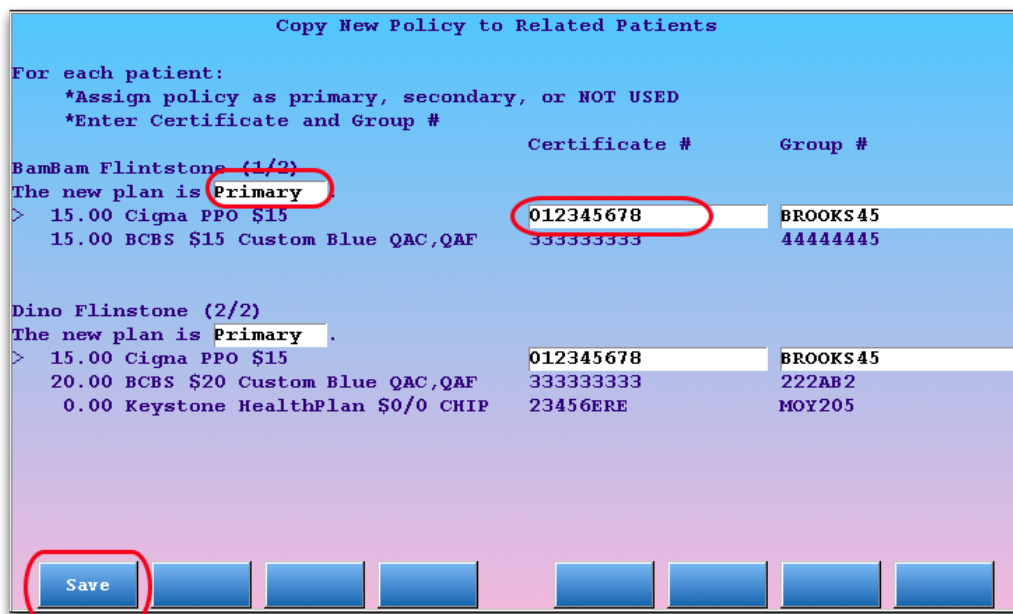 Copy New Policy to Related Patients
For each patient:
*Assign policy as primary, secondary, or NOT USED
*Enter Certificate and Group #
Certificate # Group #
BamBam Flintstone (1/2)
The new plan is Primary .
> 15.00 Cigna PPO $15 012345678 BROOKS45
15.00 BCBS $15 Custom Blue QAC,QAF 333333333 44444445
Dino Flinstone (2/2)
The new plan is Primary .
> 15.00 Cigna PPO $15 012345678 BROOKS45
20.00 BCBS $20 Custom Blue QAC,QAF 333333333 222AB2
0.00 Keystone HealthPlan $0/0 CHIP 23456ERE MOY205
Save